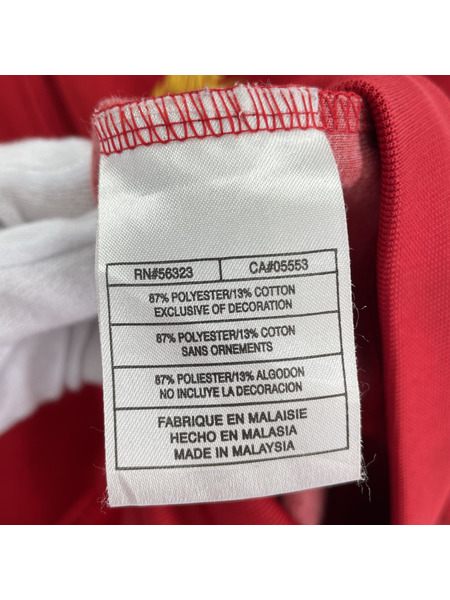 RN#56323 CA#05553
87% POLYESTER/13% COTTON
EXCLUSIVE OF DECORATION
87% POLYESTER/13% COTON
SANS ORNEMENTS
87% POLIESTER/13% ALGODON
NO INCLUYE LA DECORACION
FABRIQUE EN MALAISIE
HECHO EN MALASIA
MADE IN MALAYSIA